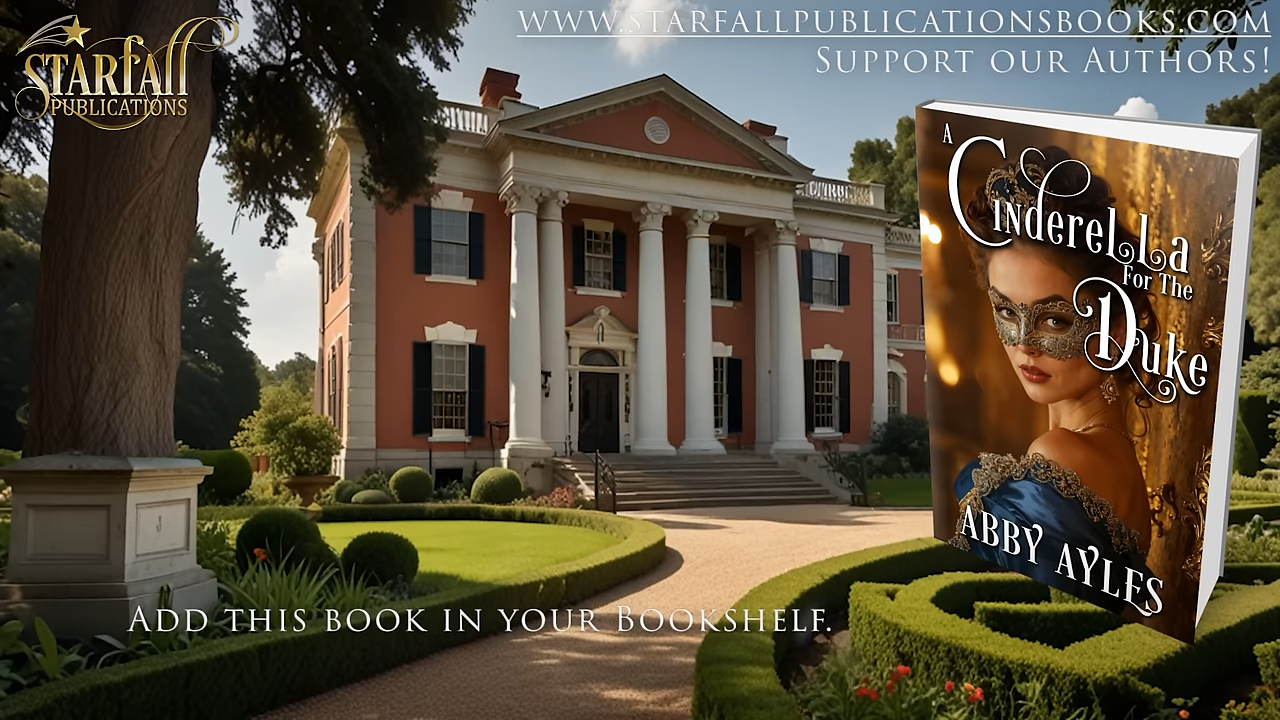 STARfall
PUBLICATIONS
WWW.STARFALLPUBLICATIONSBOOKS.COM
SUPPORT OUR AUTHORS!
A
CINDERELLA
FOR THE
DUKE
ABBY AYLES
ADD THIS BOOK IN YOUR BOOKSHELF.